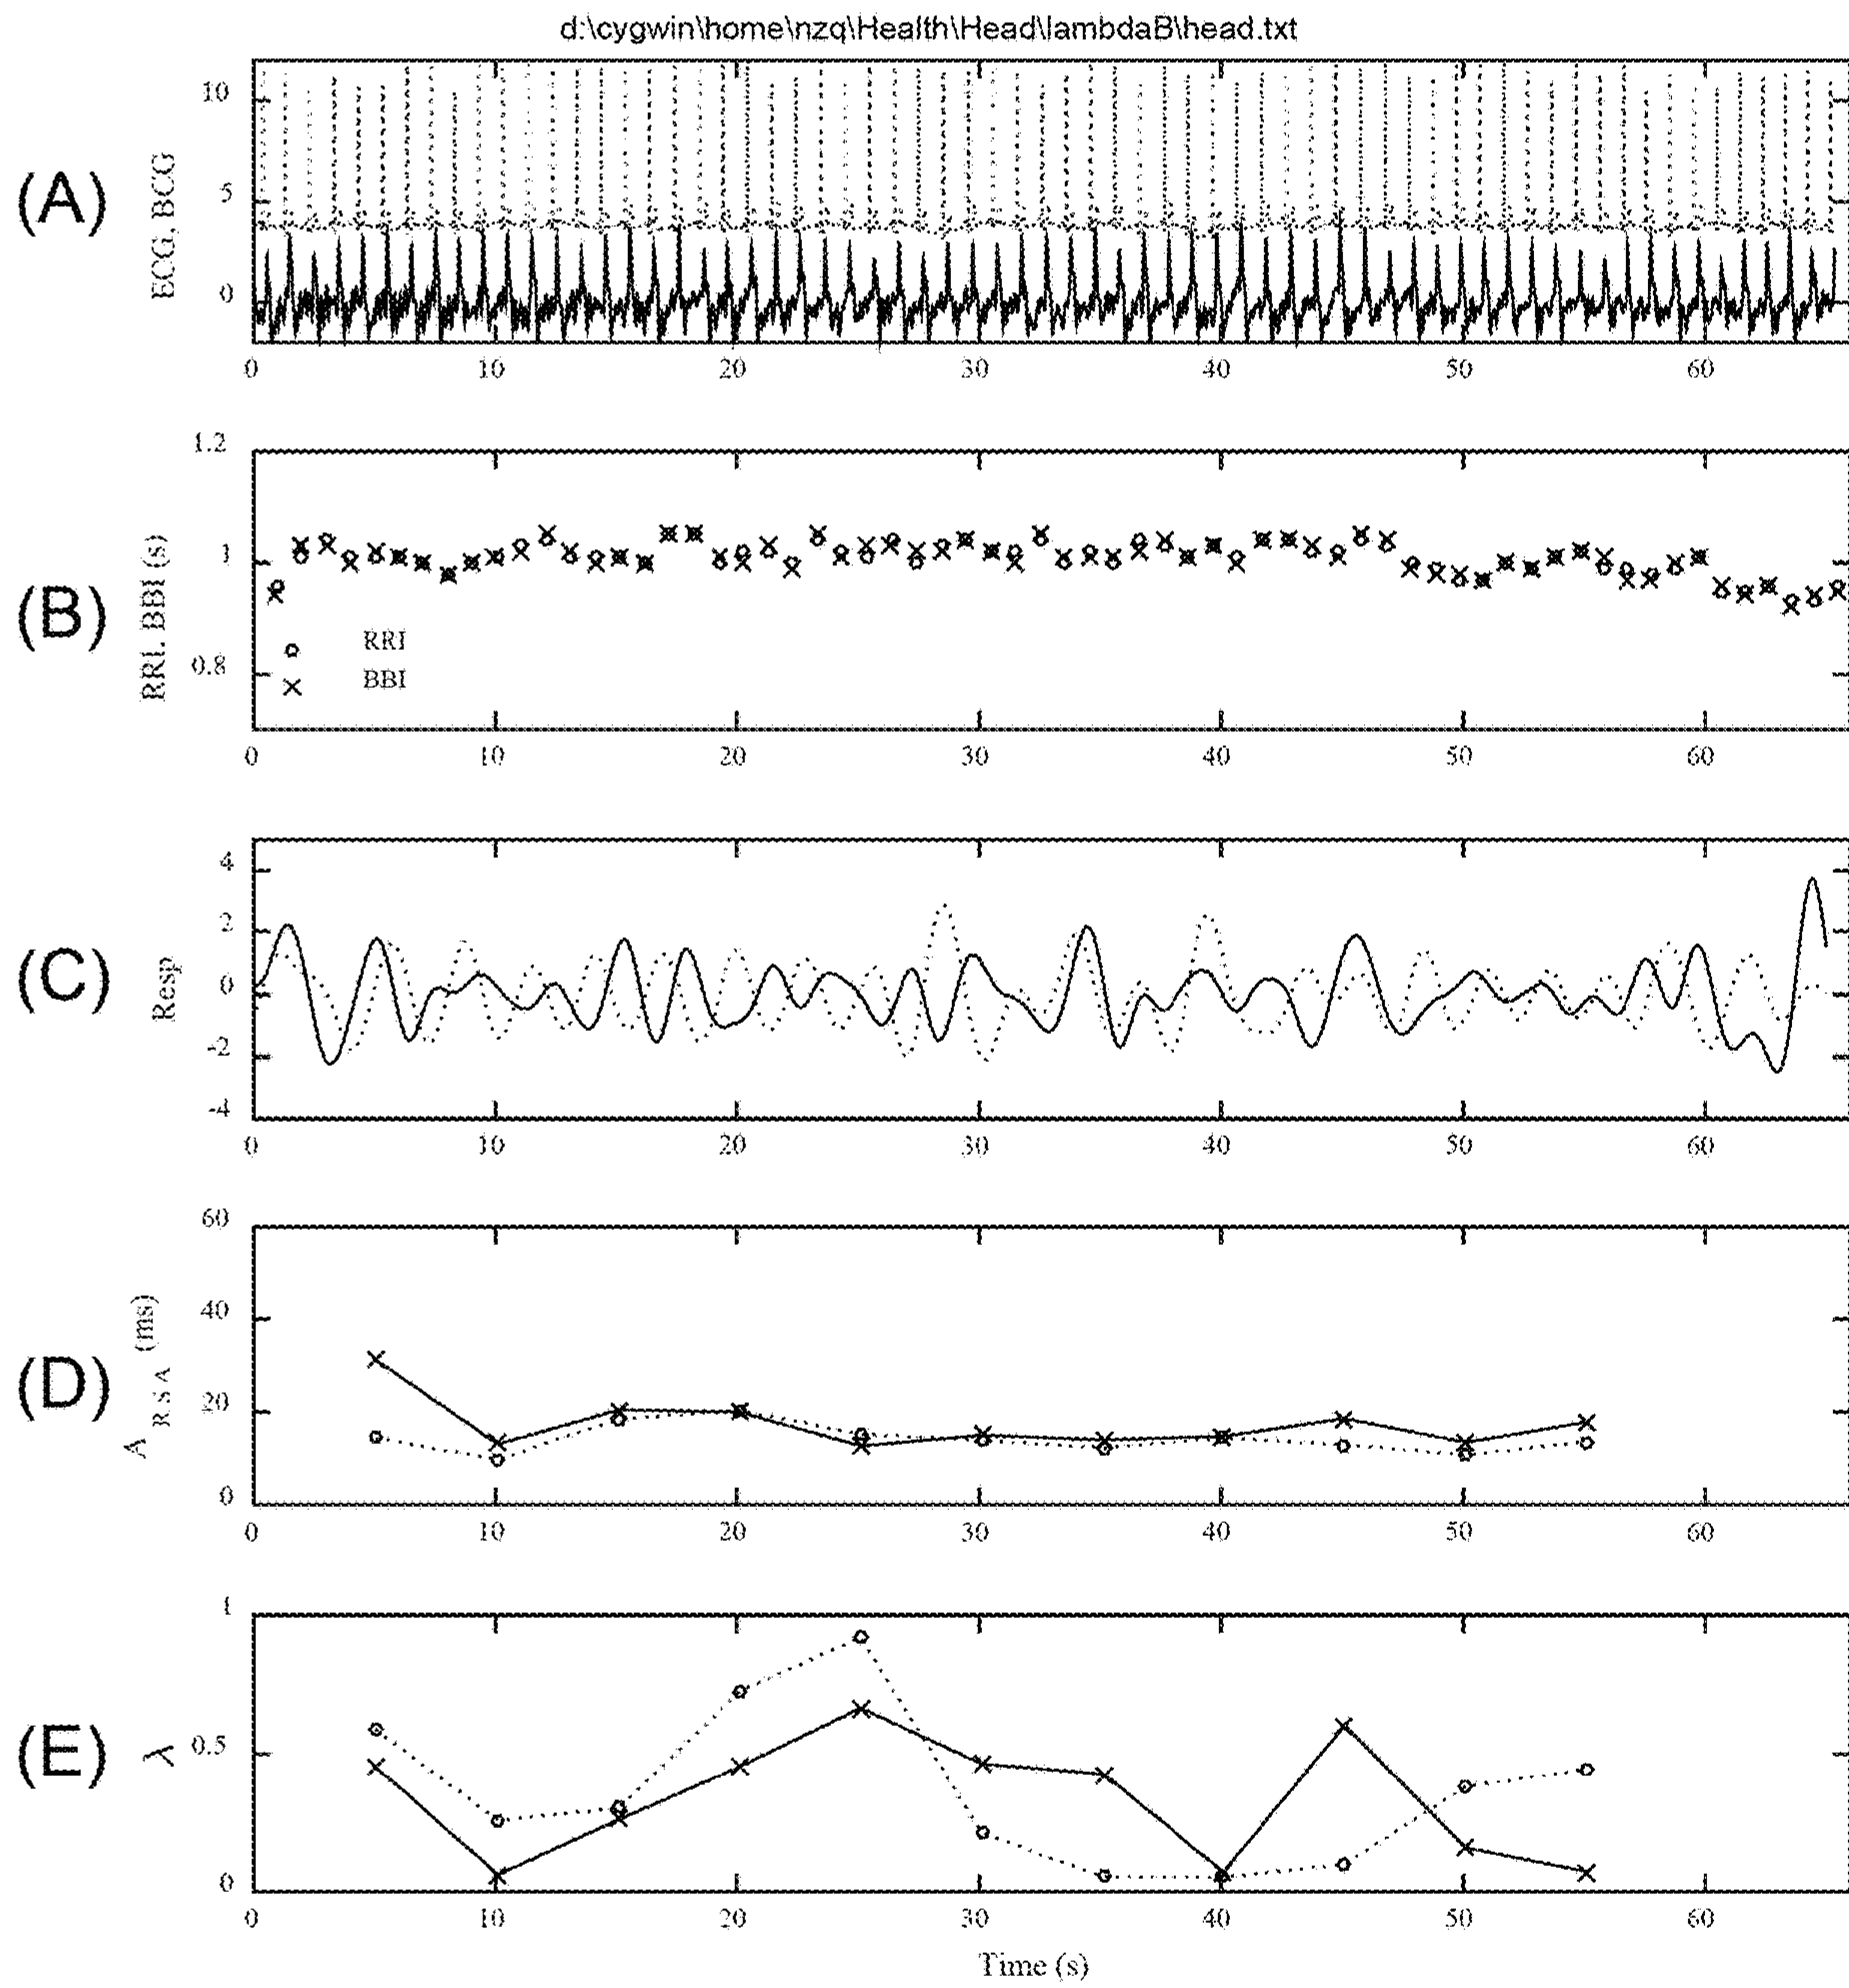 d:\cygwin\home\nzq\Health\Head\lambdaB\head.txt
(A)
ECG, BCG
10
5
0
0 10 20 30 40 50 60
(B)
RRI, BBI (s)
1.2
1
0.8
RRI
BBI
0 10 20 30 40 50 60
(C)
Resp
4
2
0
-2
-4
0 10 20 30 40 50 60
(D)
A RSA (ms)
60
40
20
0
0 10 20 30 40 50 60
(E)
λ
1
0.5
0
0 10 20 30 40 50 60
Time (s)